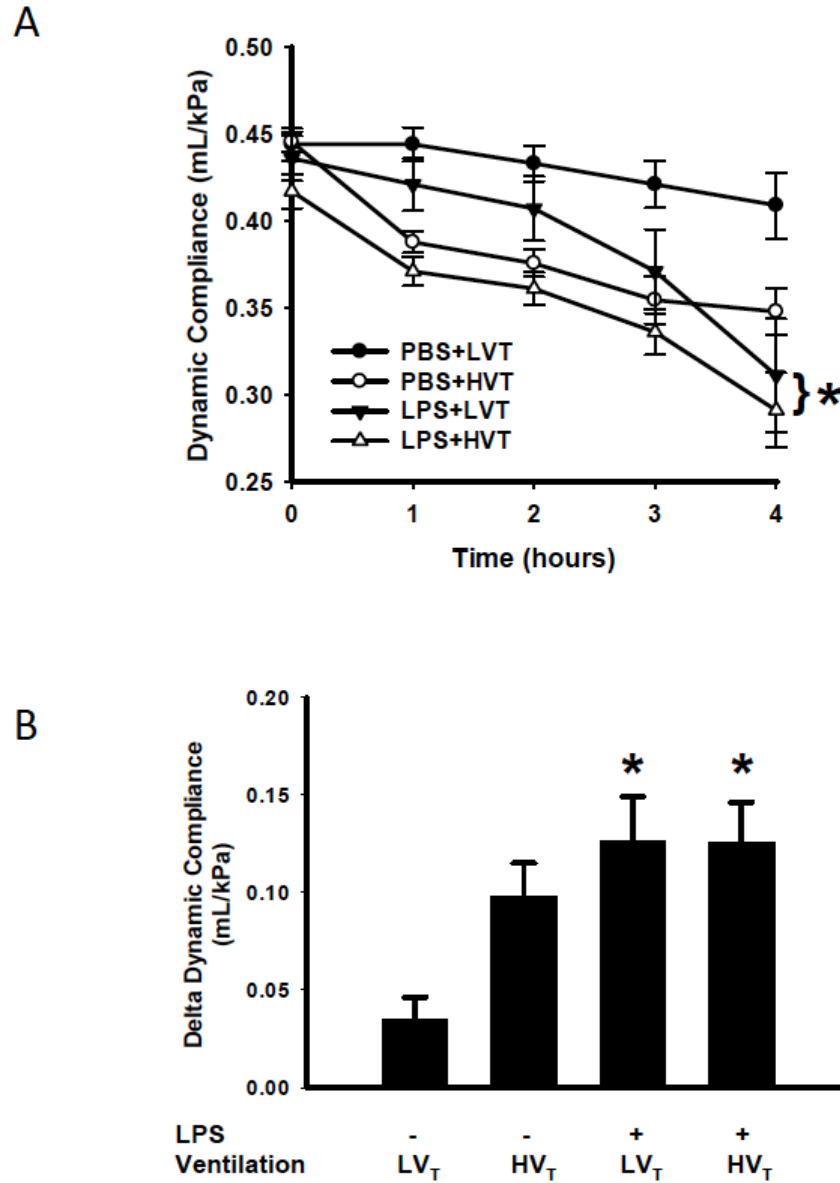 A
Dynamic Compliance (mL/kPa)
0.50
0.45
0.40
0.35
0.30
0.25
PBS+LVT
PBS+HVT
LPS+LVT
LPS+HVT
} *
0 1 2 3 4
Time (hours)
B
Delta Dynamic Compliance
(mL/kPa)
0.20
0.15
0.10
0.05
0.00
* *
LPS - - + +
Ventilation LVT HVT LVT HVT